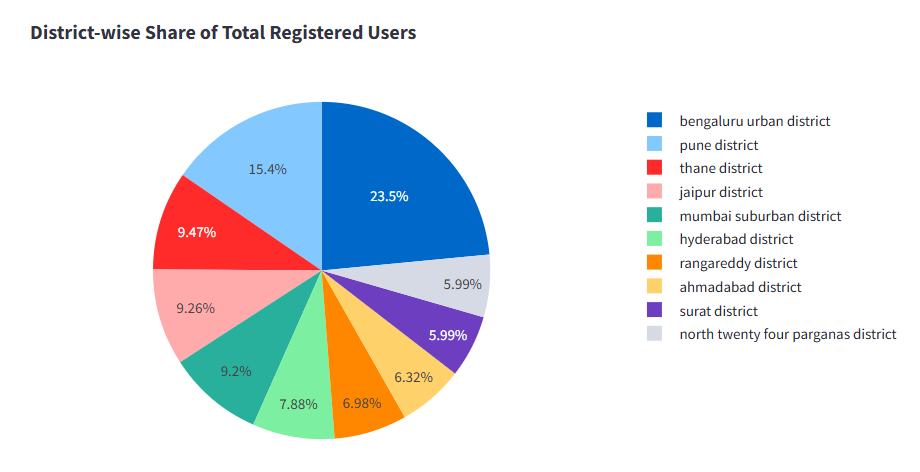 District-wise Share of Total Registered Users
23.5%
15.4%
9.47%
9.26%
9.2%
7.88%
6.98%
6.32%
5.99%
5.99%
bengaluru urban district
pune district
thane district
jaipur district
mumbai suburban district
hyderabad district
rangareddy district
ahmadabad district
surat district
north twenty four parganas district